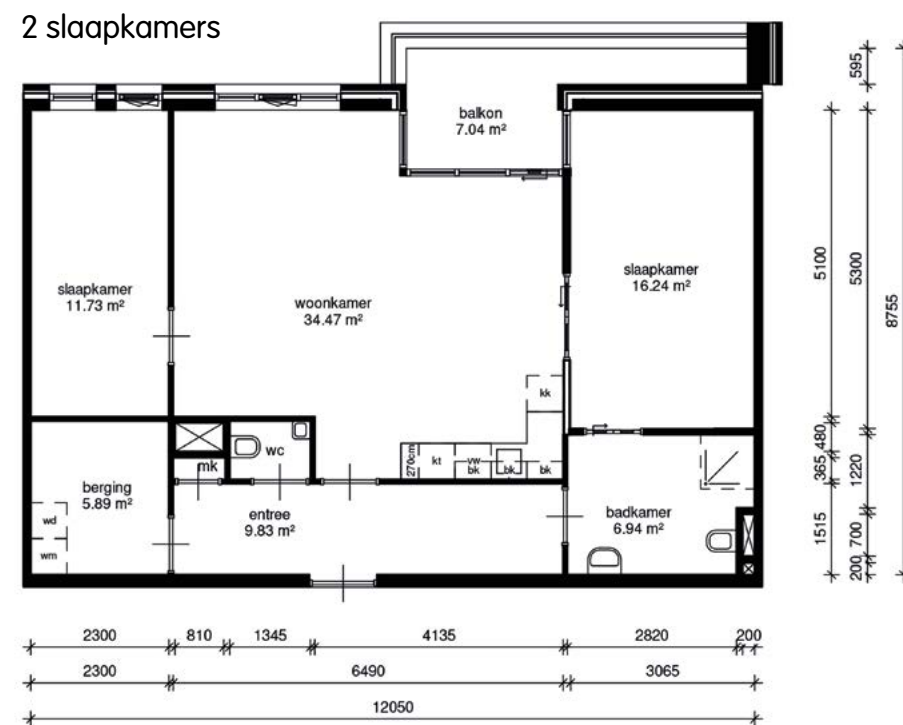 2 slaapkamers
balkon
7.04 m²
slaapkamer
11.73 m²
woonkamer
34.47 m²
slaapkamer
16.24 m²
kk
270cm
kt
vw
bk
bk
bk
wc
mk
berging
5.89 m²
wd
wm
entree
9.83 m²
badkamer
6.94 m²
595
5100
5300
8755
480
365
1220
1515
700
200
2300
810
1345
4135
2820
200
2300
6490
3065
12050